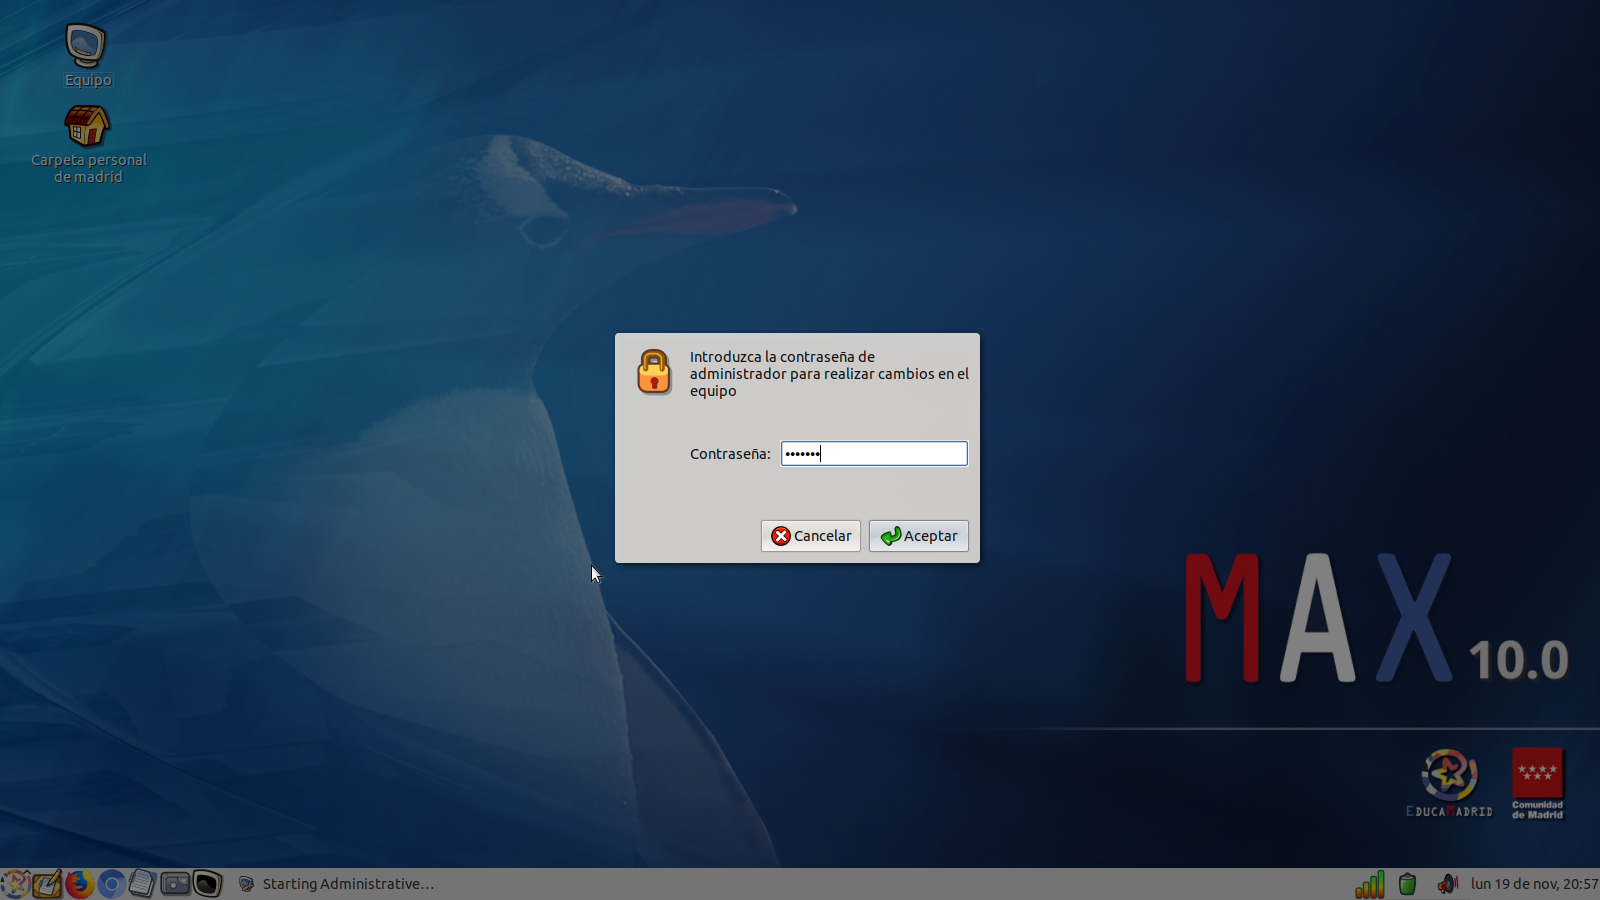 Equipo
Carpeta personal
de madrid
Introduzca la contraseña de
administrador para realizar cambios en el
equipo
Contraseña:
Cancelar
Aceptar
MAX 10.0
EDUCAMADRID
Comunidad
de Madrid
Starting Administrative…
lun 19 de nov, 20:57